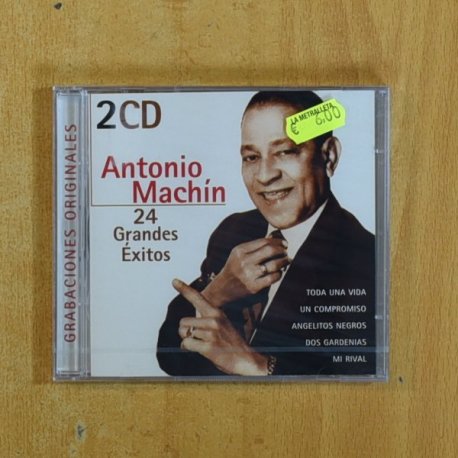 2CD
LA METRALLETA
€ 6,00
Antonio
Machín
24
Grandes
Éxitos
GRABACIONES ORIGINALES
TODA UNA VIDA
UN COMPROMISO
ANGELITOS NEGROS
DOS GARDENIAS
MI RIVAL